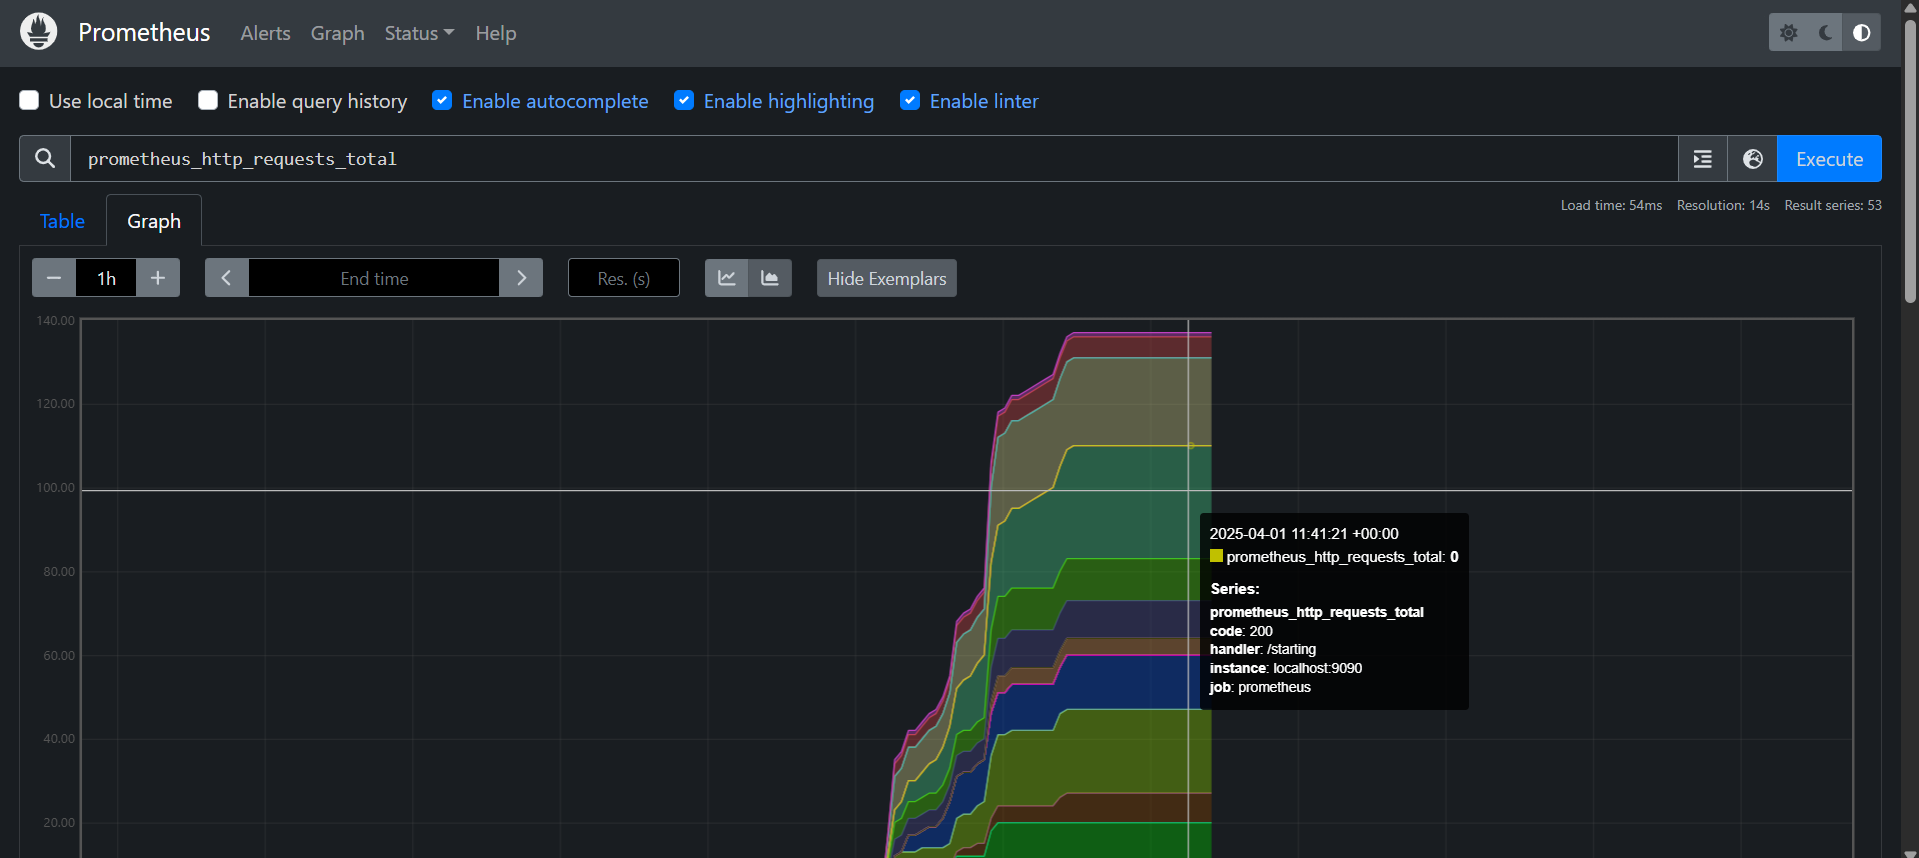 Prometheus Alerts Graph Status Help
Use local time Enable query history Enable autocomplete Enable highlighting Enable linter
prometheus_http_requests_total Execute
Load time: 54ms Resolution: 14s Result series: 53
Table Graph
1h End time Res. (s) Hide Exemplars
140.00
120.00
100.00
80.00
60.00
40.00
20.00
2025-04-01 11:41:21 +00:00
prometheus_http_requests_total: 0
Series:
prometheus_http_requests_total
code: 200
handler: /starting
instance: localhost:9090
job: prometheus